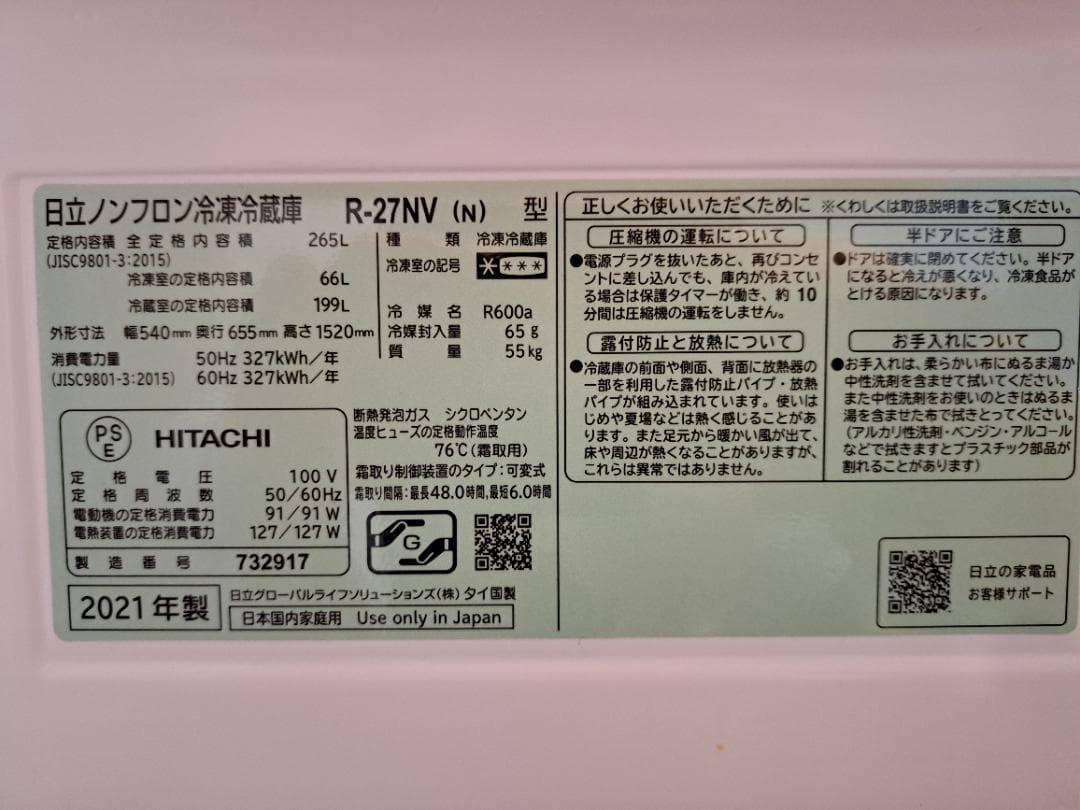 日立ノンフロン冷凍冷蔵庫 R-27NV (N) 型
定格内容積 全定格内容積 265L
(JISC9801-3:2015)
冷凍室の定格内容積 66L
冷蔵室の定格内容積 199L
外形寸法 幅540mm 奥行655mm 高さ1520mm
消費電力量 50Hz 327kWh/年
(JISC9801-3:2015) 60Hz 327kWh/年
種類 冷凍冷蔵庫
冷凍室の記号 ****
冷媒名 R600a
冷媒封入量 65g
質量 55kg
PS
E
HITACHI
定格電圧 100V
定格周波数 50/60Hz
電動機の定格消費電力 91/91W
電熱装置の定格消費電力 127/127W
製造番号 732917
断熱発泡ガス シクロペンタン
温度ヒューズの定格動作温度
76℃(霜取用)
霜取り制御装置のタイプ:可変式
霜取り間隔:最長48.0時間,最短6.0時間
G
2021年製
日立グローバルライフソリューションズ(株) タイ国製
日本国内家庭用 Use only in Japan
正しくお使いいただくために ※くわしくは取扱説明書をご覧ください。
圧縮機の運転について
●電源プラグを抜いたあと、再びコンセ
ントに差し込んでも、庫内が冷えてい
る場合は保護タイマーが働き、約10
分間は圧縮機の運転をしません。
露付防止と放熱について
●冷蔵庫の前面や側面、背面に放熱器の
一部を利用した露付防止パイプ・放熱
パイプが組み込まれています。使いは
じめや夏場などは熱く感じることがあ
ります。また足元から暖かい風が出て、
床や周辺が熱くなることがありますが、
これらは異常ではありません。
半ドアにご注意
●ドアは確実に閉めてください。半ドア
になると冷えが悪くなり、冷凍食品が
とける原因になります。
お手入れについて
●お手入れは、柔らかい布にぬるま湯か
中性洗剤を含ませて拭いてください。
また中性洗剤をお使いのときはぬるま
湯を含ませた布で拭きとってください。
(アルカリ性洗剤・ベンジン・アルコール
などで拭きますとプラスチック部品が
割れることがあります)
日立の家電品
お客様サポート